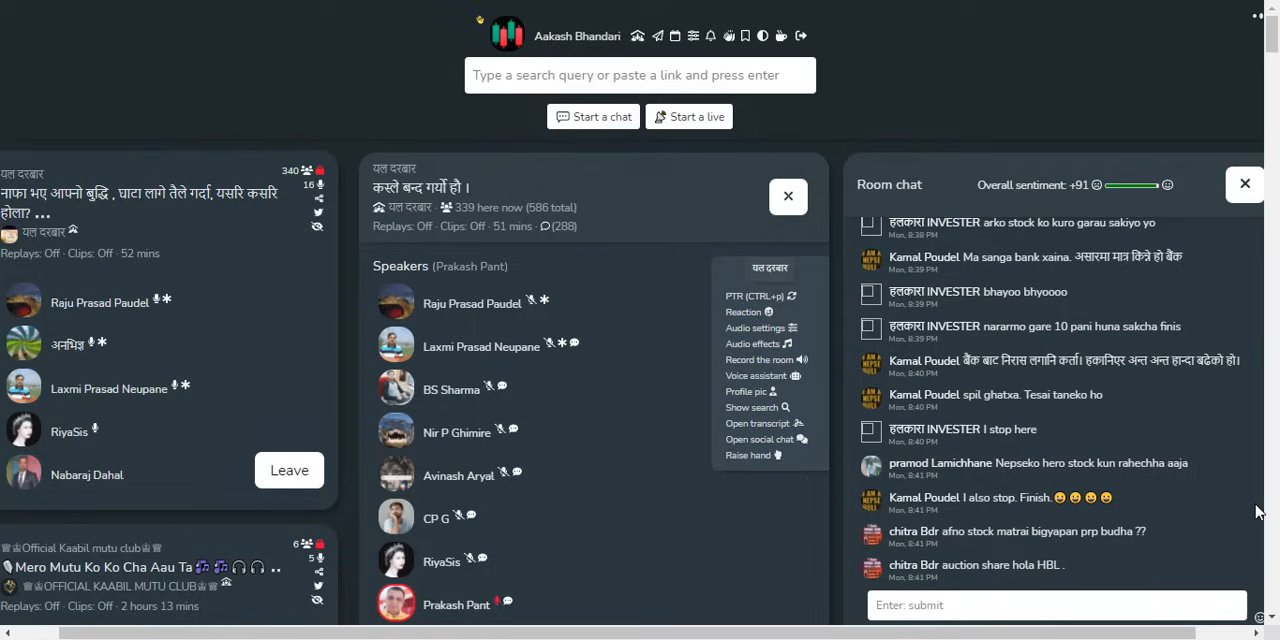 Aakash Bhandari
Type a search query or paste a link and press enter
Start a chat
Start a live
यल दरबार
340
नाफा भए आफ्नो बुद्धि , घाटा लागे तैले गर्दा, यसरि कसरि
16
होला? ...
यल दरबार
Replays: Off · Clips: Off · 52 mins
Raju Prasad Paudel
अनभिज्ञ
Laxmi Prasad Neupane
RiyaSis
Nabaraj Dahal
Leave
♕♔Official Kaabil mutu club♔♕
6
🎙Mero Mutu Ko Ko Cha Aau Ta 🎶 🎶 🎧 🎧 ..
5
♕♔OFFICIAL KAABIL MUTU CLUB♔♕
Replays: Off · Clips: Off · 2 hours 13 mins
यल दरबार
कस्ले बन्द गर्यो हौ ।
यल दरबार · 339 here now (586 total)
Replays: Off · Clips: Off · 51 mins · (288)
Speakers (Prakash Pant)
Raju Prasad Paudel
Laxmi Prasad Neupane
BS Sharma
Nir P Ghimire
Avinash Aryal
CP G
RiyaSis
Prakash Pant
यल दरबार
PTR (CTRL+p)
Reaction
Audio settings
Audio effects
Record the room
Voice assistant
Profile pic
Show search
Open transcript
Open social chat
Raise hand
Room chat
Overall sentiment: +91
हलकारा INVESTER arko stock ko kuro garau sakiyo yo
Mon, 8:38 PM
Kamal Poudel Ma sanga bank xaina. असारमा मात्र किन्ने हो बैंक
Mon, 8:39 PM
हलकारा INVESTER bhayoo bhyoooo
Mon, 8:39 PM
हलकारा INVESTER nararmo gare 10 pani huna sakcha finis
Mon, 8:39 PM
Kamal Poudel बैंक बाट निरास लगानि कर्ता। हकानिएर अन्त अन्त हान्दा बढेको हो।
Mon, 8:40 PM
Kamal Poudel spil ghatxa. Tesai taneko ho
Mon, 8:40 PM
हलकारा INVESTER I stop here
Mon, 8:40 PM
pramod Lamichhane Nepseko hero stock kun rahechha aaja
Mon, 8:41 PM
Kamal Poudel I also stop. Finish.😀😀😀😀
Mon, 8:41 PM
chitra Bdr afno stock matrai bigyapan prp budha ??
Mon, 8:41 PM
chitra Bdr auction share hola HBL .
Mon, 8:41 PM
Enter: submit